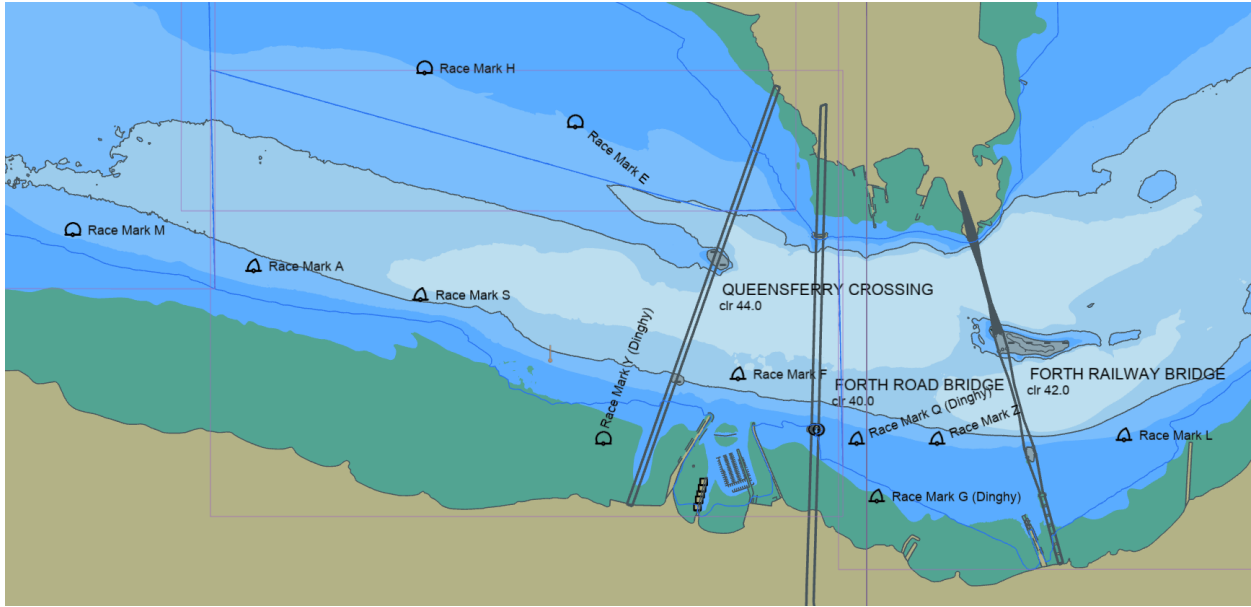 Race Mark H
Race Mark E
Race Mark M
Race Mark A
Race Mark S
QUEENSFERRY CROSSING
clr 44.0
Race Mark Y (Dinghy)
Race Mark F
FORTH ROAD BRIDGE
clr 40.0
FORTH RAILWAY BRIDGE
clr 42.0
Race Mark Q (Dinghy)
Race Mark Z
Race Mark L
Race Mark G (Dinghy)